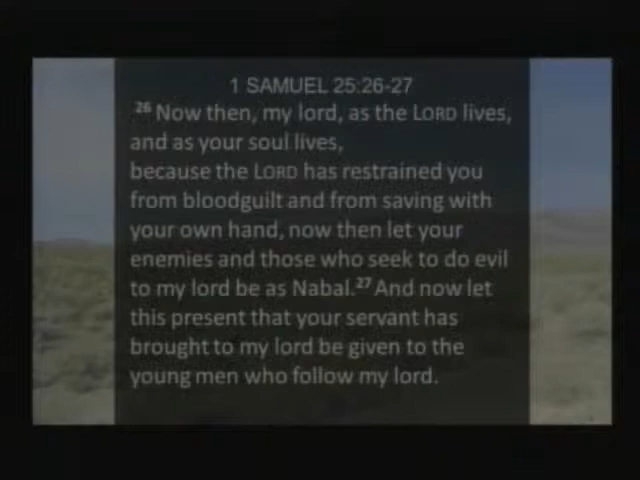 1 SAMUEL 25:26-27
26 Now then, my lord, as the LORD lives,
and as your soul lives,
because the LORD has restrained you
from bloodguilt and from saving with
your own hand, now then let your
enemies and those who seek to do evil
to my lord be as Nabal.27 And now let
this present that your servant has
brought to my lord be given to the
young men who follow my lord.